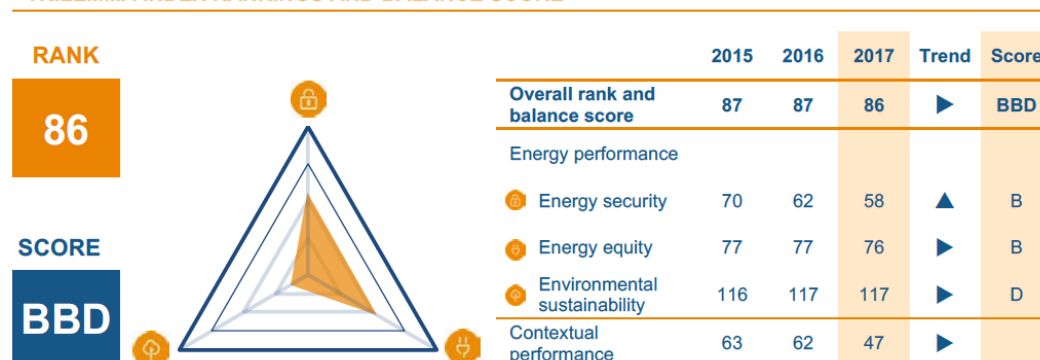 RANK
86
SCORE
BBD
2015 2016 2017 Trend Score
Overall rank and
balance score 87 87 86 BBD
Energy performance
Energy security 70 62 58 B
Energy equity 77 77 76 B
Environmental
sustainability 116 117 117 D
Contextual
performance 63 62 47